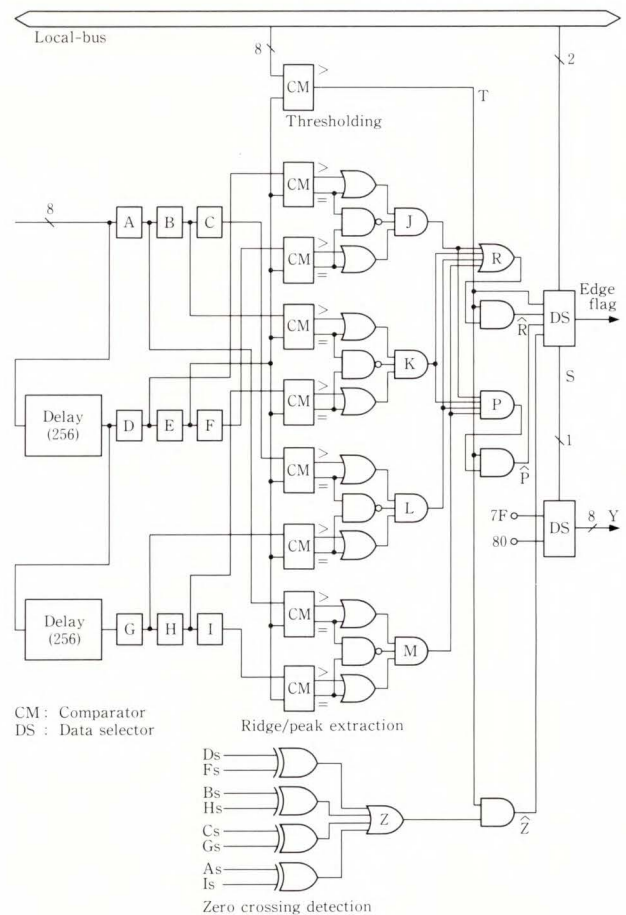 Local-bus
8
2
>
CM
T
Thresholding
>
CM
=
8
A
B
C
J
>
CM
=
R
Edge
flag
>
CM
=
DS
R̂
K
S
CM
>
=
P
Delay
(256)
D
E
F
1
>
CM
=
P̂
L
7F
8
Y
DS
80
>
CM
=
>
CM
=
Delay
(256)
G
H
I
M
>
CM
=
CM : Comparator
DS : Data selector
Ridge/peak extraction
Ds
Fs
Bs
Hs
Z
Ẑ
Cs
Gs
As
Is
Zero crossing detection